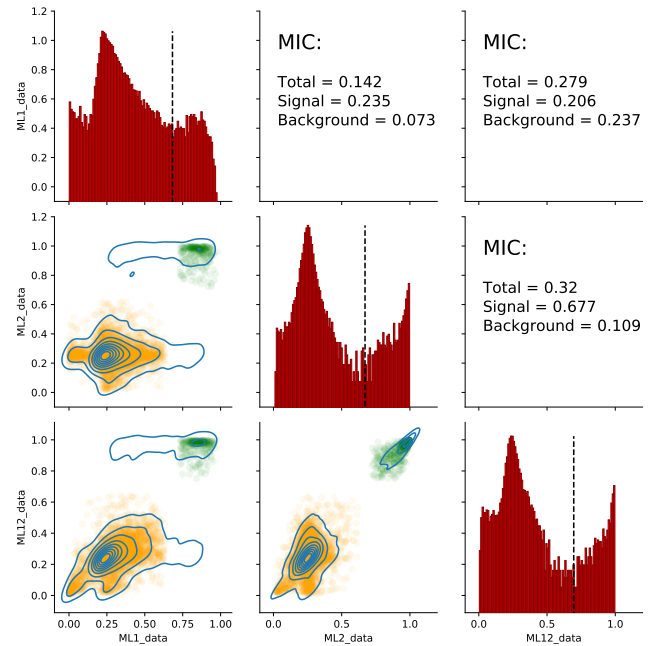 1.2
1.0
0.8
0.6
0.4
0.2
0.0
ML1_data
MIC:
Total = 0.142
Signal = 0.235
Background = 0.073
MIC:
Total = 0.279
Signal = 0.206
Background = 0.237
1.2
1.0
0.8
0.6
0.4
0.2
0.0
ML2_data
MIC:
Total = 0.32
Signal = 0.677
Background = 0.109
1.0
0.8
0.6
0.4
0.2
0.0
ML12_data
0.00 0.25 0.50 0.75 1.00
ML1_data
0.0 0.5 1.0
ML2_data
0.0 0.5 1.0
ML12_data